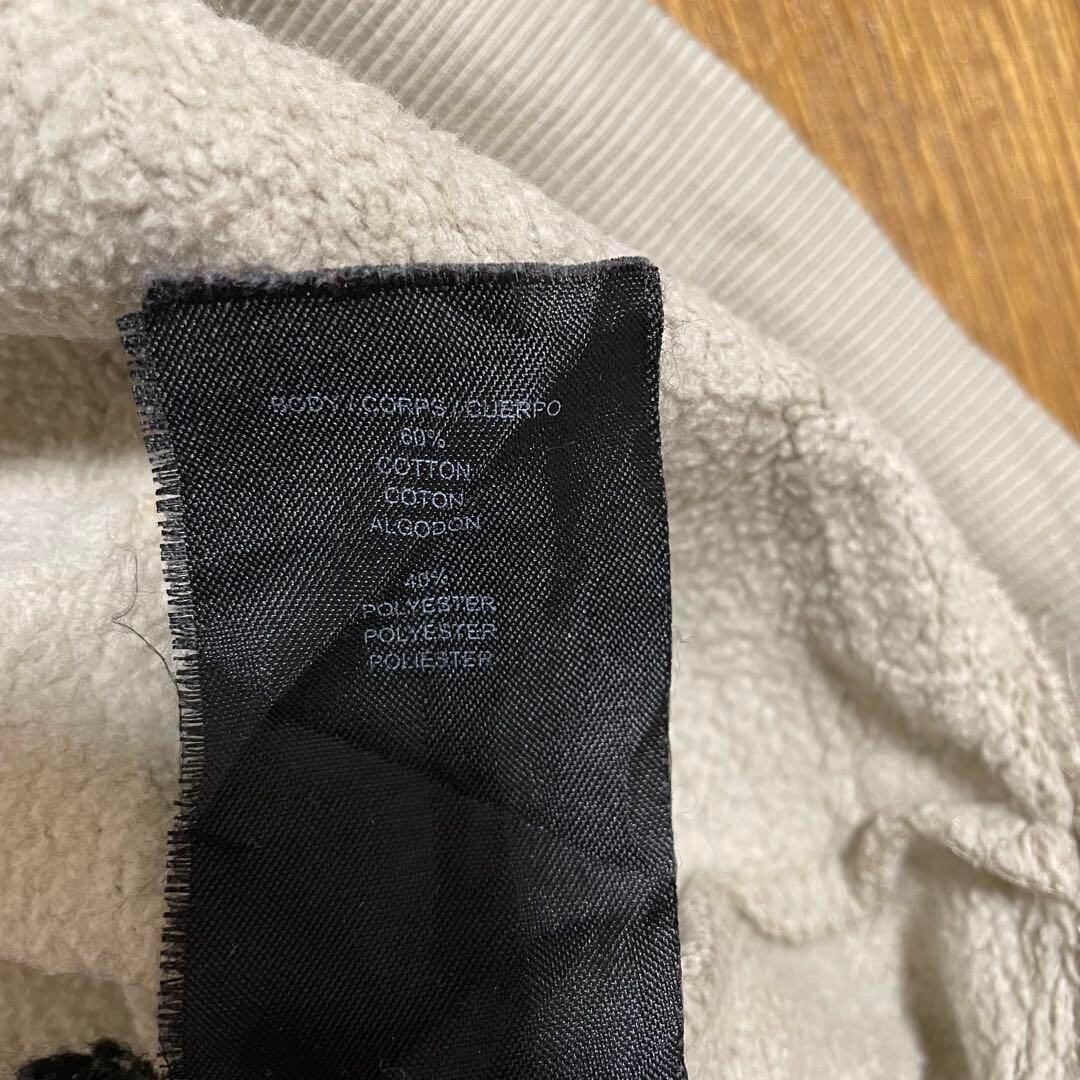 BODY / CORPS / CUERPO
60%
COTTON
COTON
ALGODON
40%
POLYESTER
POLYESTER
POLIESTER